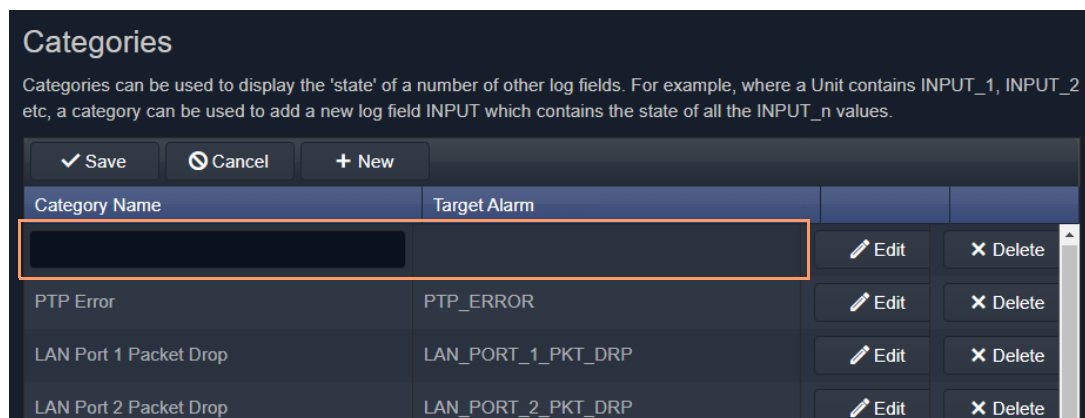 Categories
Categories can be used to display the 'state' of a number of other log fields. For example, where a Unit contains INPUT_1, INPUT_2
etc, a category can be used to add a new log field INPUT which contains the state of all the INPUT_n values.
Save Cancel + New
Category Name Target Alarm
Edit Delete
PTP Error PTP_ERROR Edit Delete
LAN Port 1 Packet Drop LAN_PORT_1_PKT_DRP Edit Delete
LAN Port 2 Packet Drop LAN_PORT_2_PKT_DRP Edit Delete